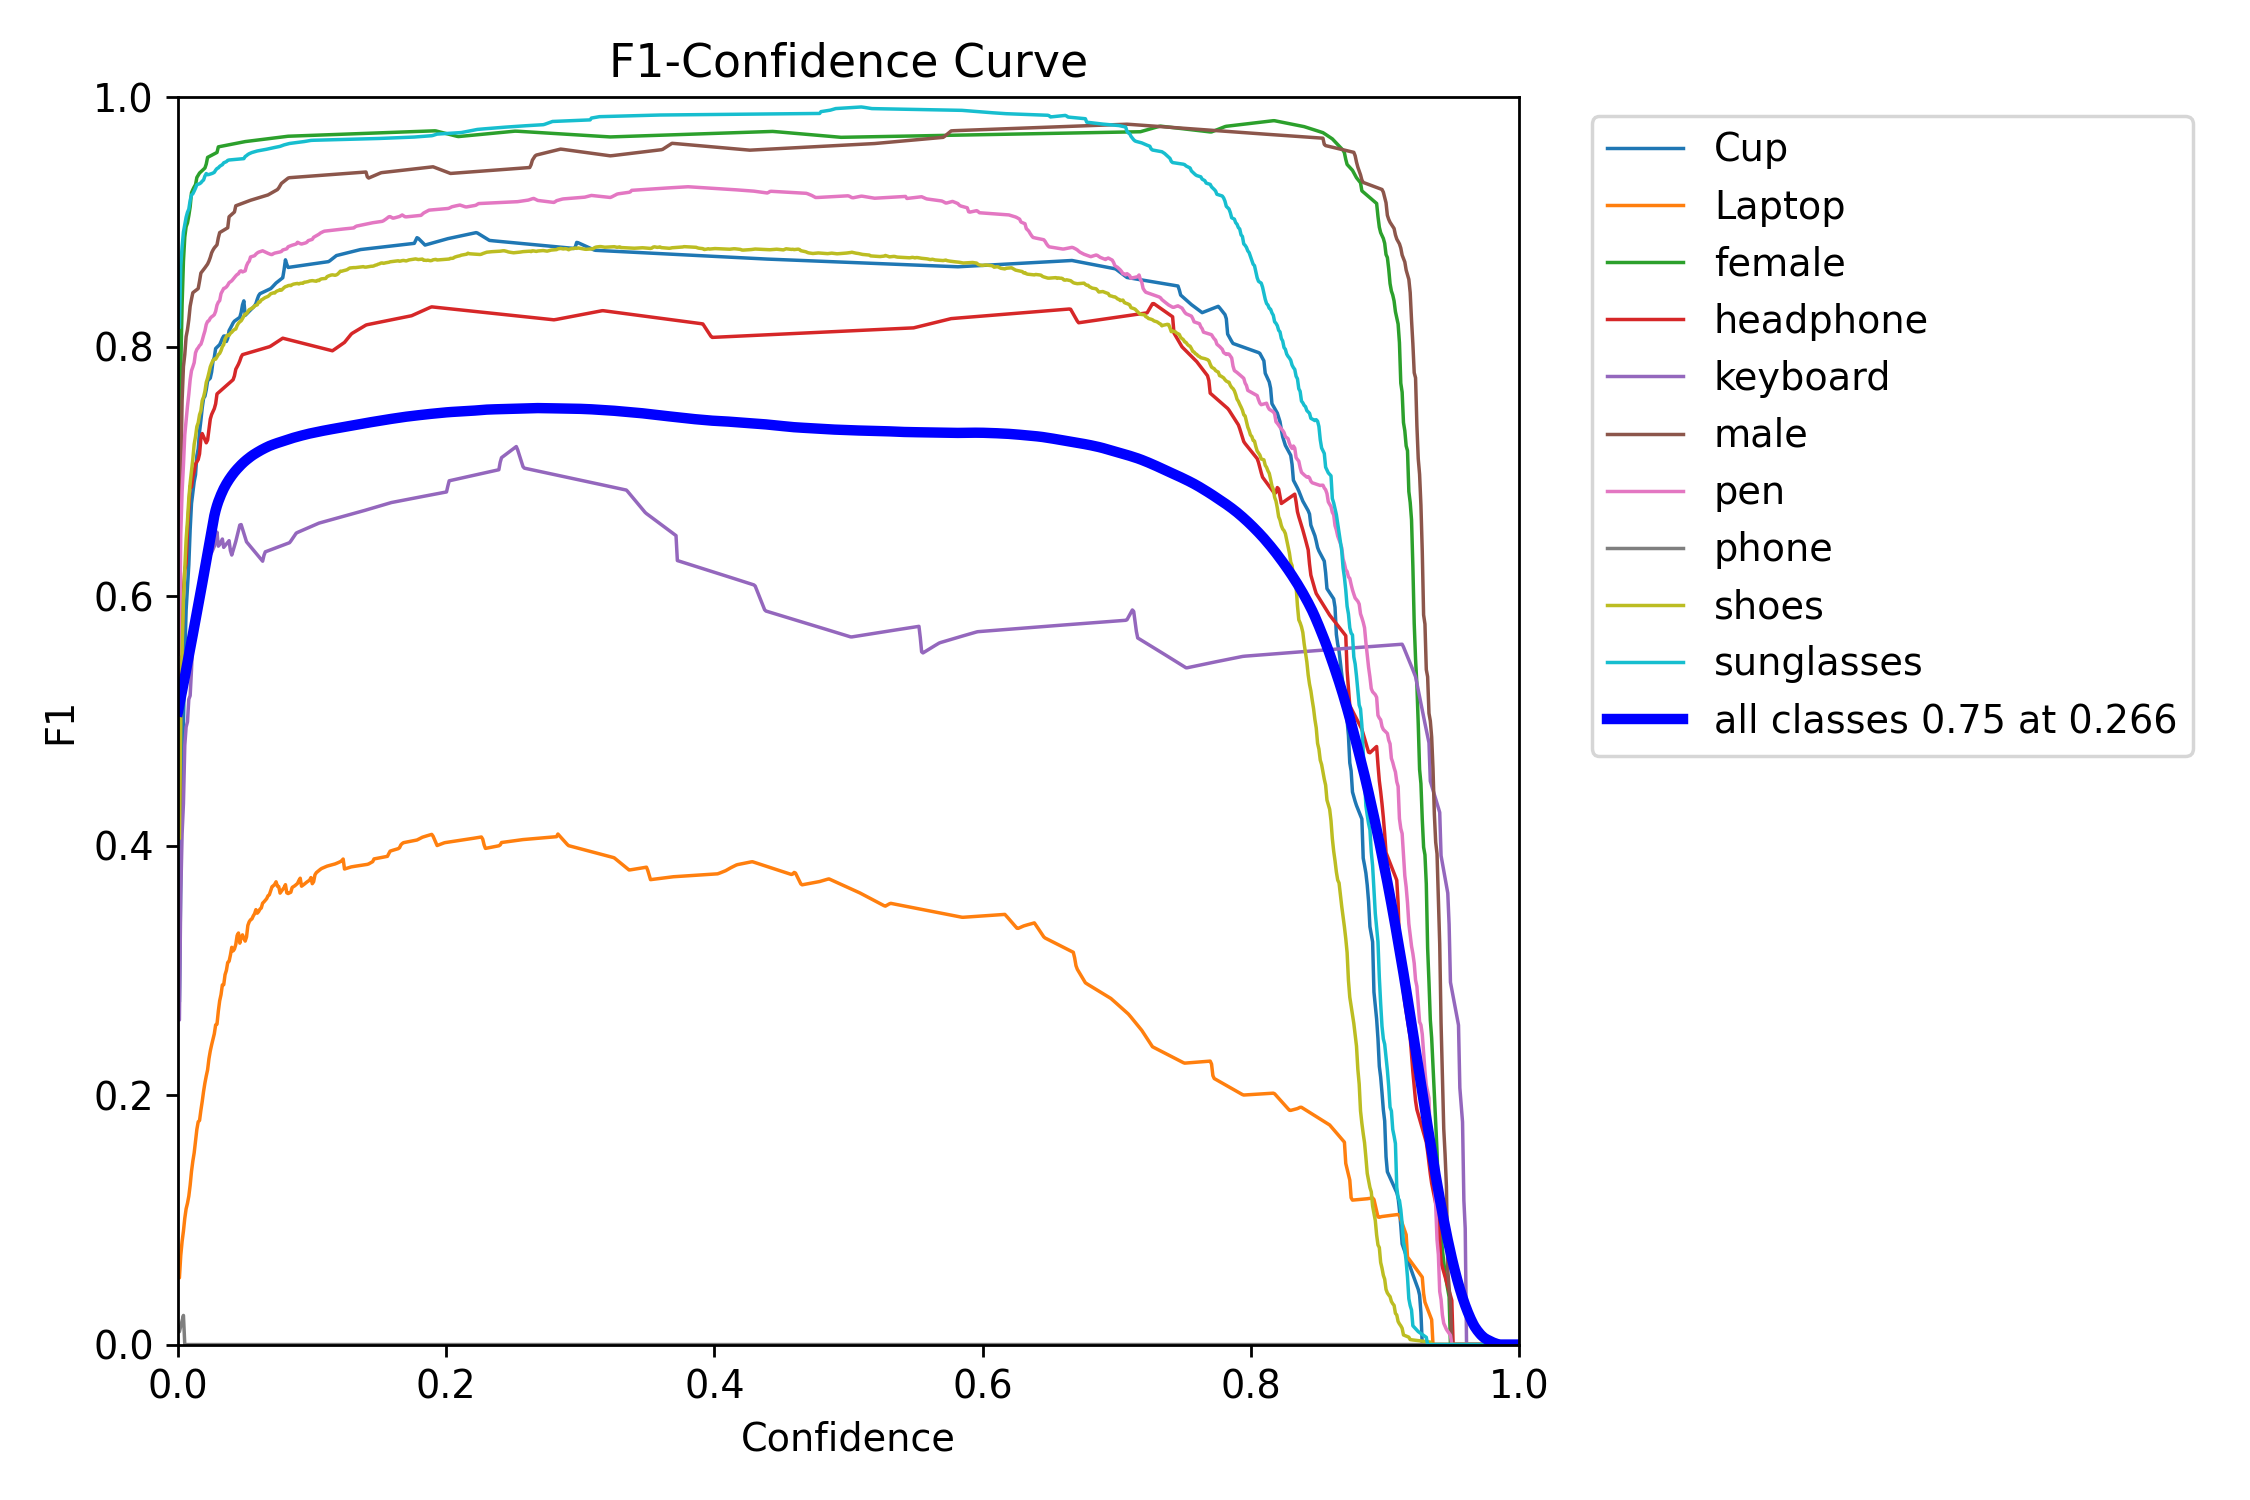 F1-Confidence Curve
1.0
0.8
0.6
0.4
0.2
0.0
F1
0.0 0.2 0.4 0.6 0.8 1.0
Confidence
Cup
Laptop
female
headphone
keyboard
male
pen
phone
shoes
sunglasses
all classes 0.75 at 0.266